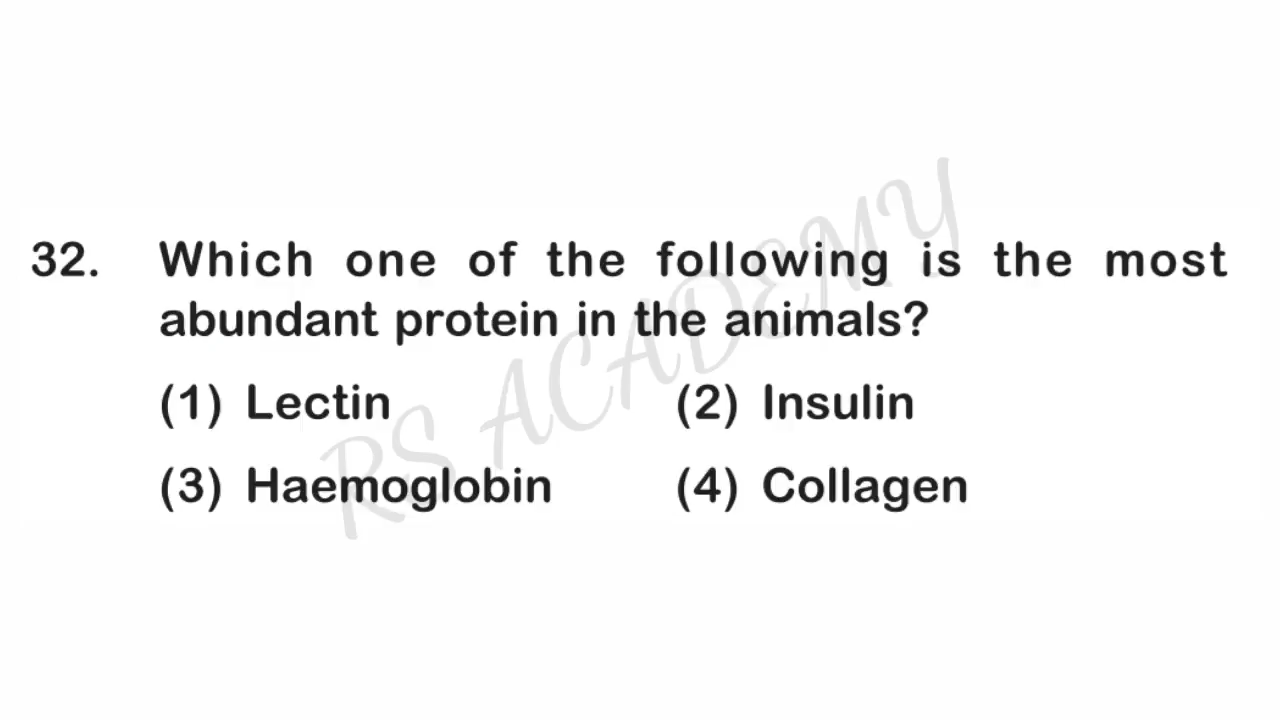 32. Which one of the following is the most
abundant protein in the animals?
(1) Lectin (2) Insulin
(3) Haemoglobin (4) Collagen
RS ACADEMY